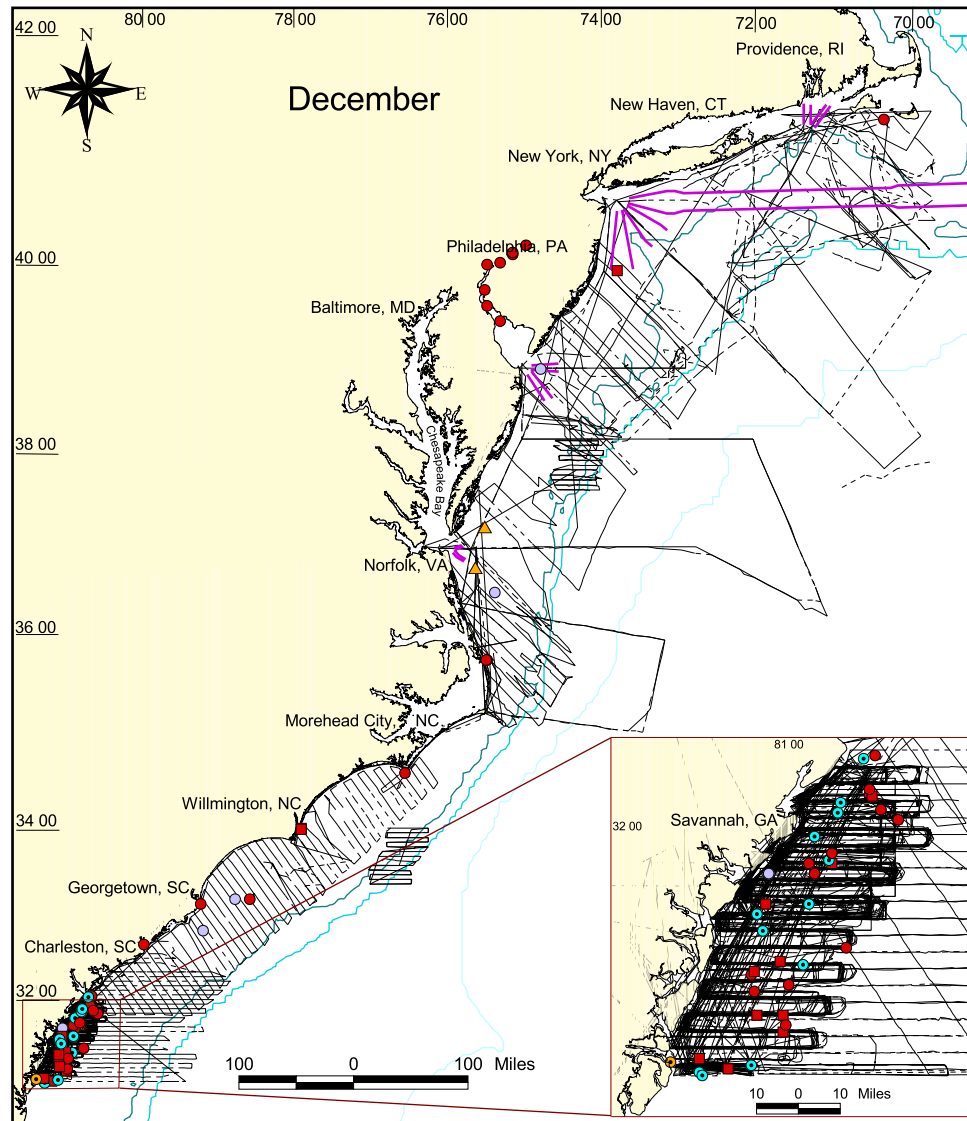 80 00 78 00 76 00 74 00 72 00 70 00
42 00
N
W E
S
December
Providence, RI
New Haven, CT
New York, NY
40 00
Philadelphia, PA
Baltimore, MD
38 00
Chesapeake Bay
Norfolk, VA
36 00
Morehead City, NC
Willmington, NC
34 00
Georgetown, SC
Charleston, SC
32 00
81 00
32 00
Savannah, GA
100 0 100 Miles
10 0 10 Miles